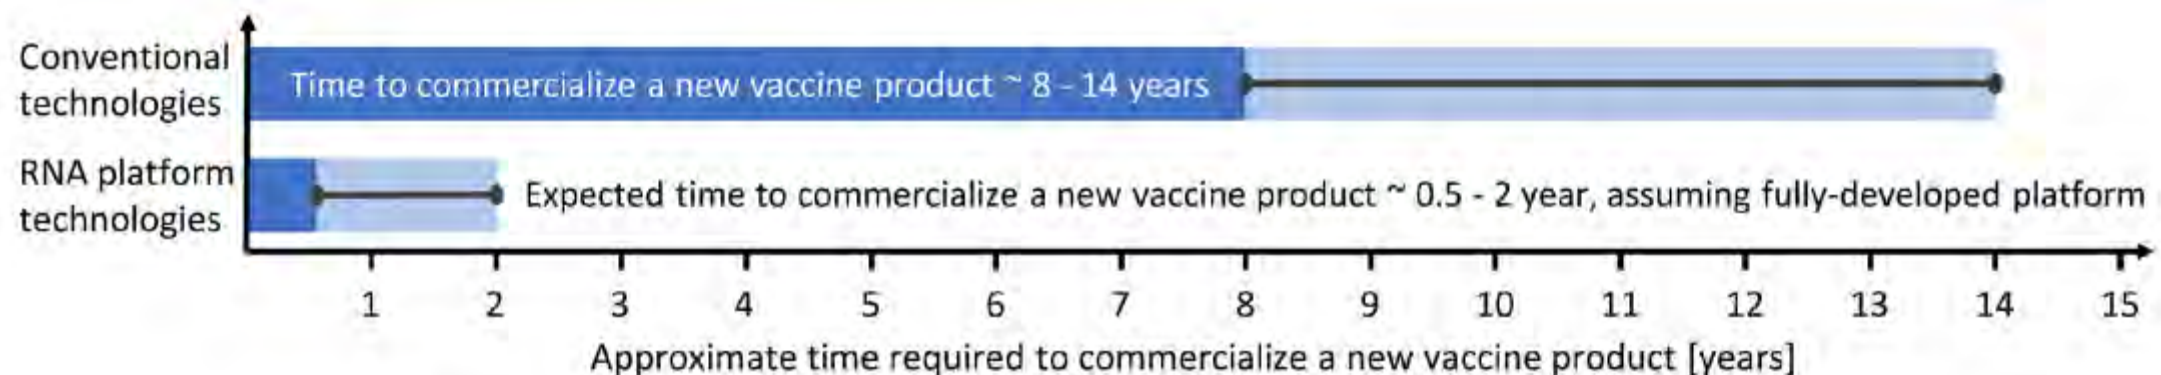 Conventional
technologies
Time to commercialize a new vaccine product ~ 8 - 14 years
RNA platform
technologies
Expected time to commercialize a new vaccine product ~ 0.5 - 2 year, assuming fully-developed platform
1 2 3 4 5 6 7 8 9 10 11 12 13 14 15
Approximate time required to commercialize a new vaccine product [years]